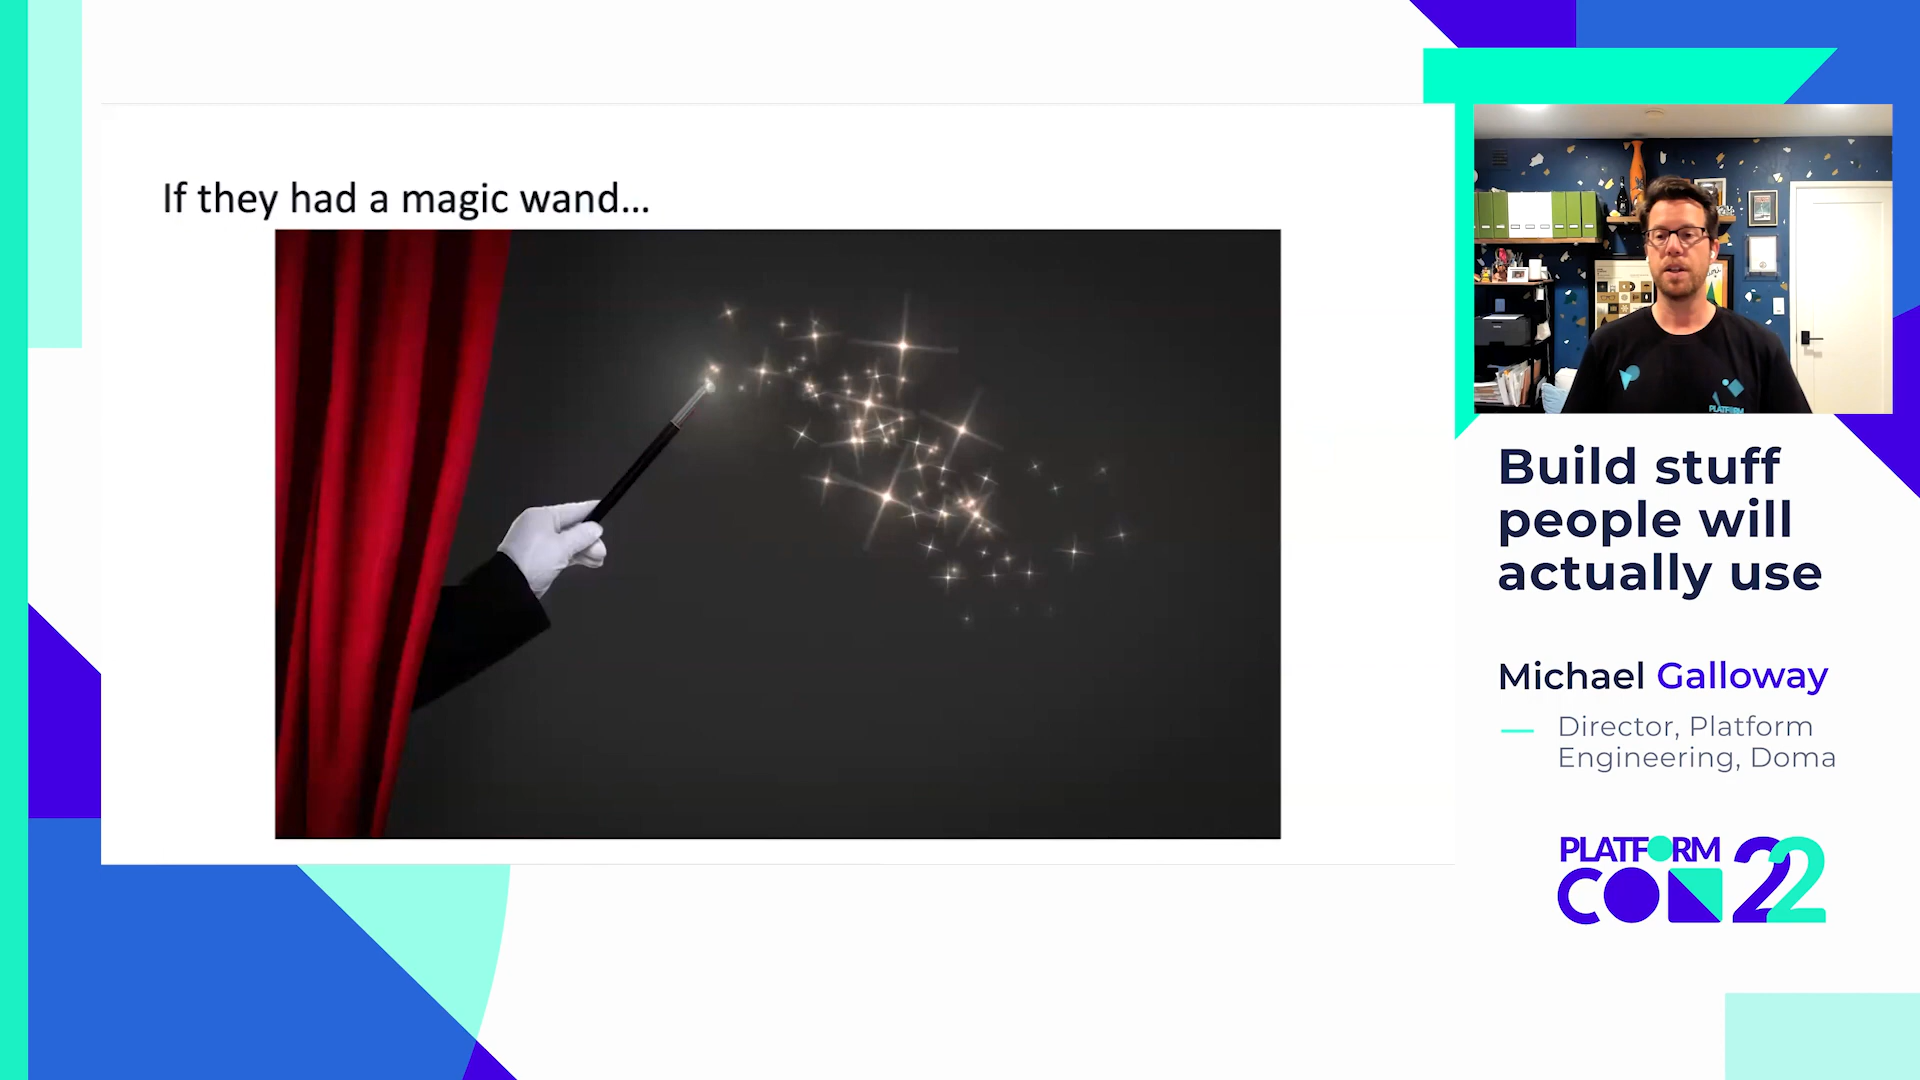 If they had a magic wand...
Build stuff
people will
actually use
Michael Galloway
Director, Platform
Engineering, Doma
PLATFORM
CON 22
PLATFORM